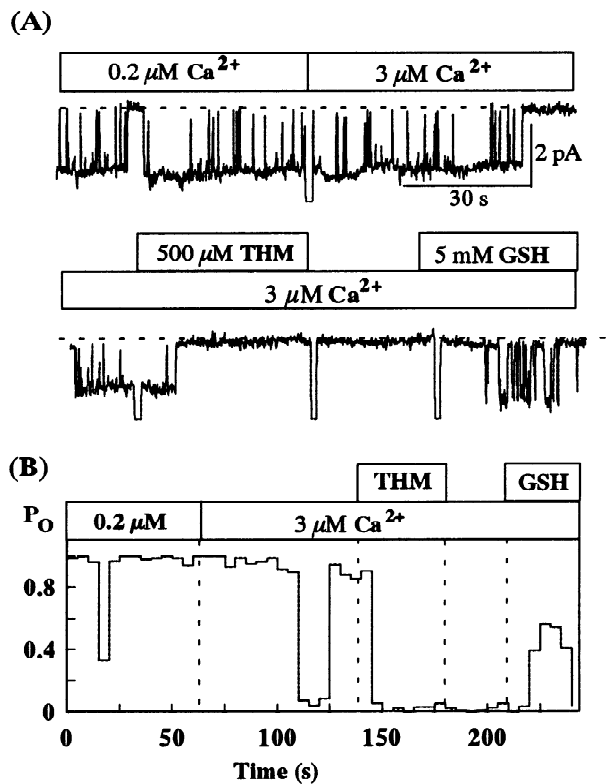 (A)
0.2 μM Ca²⁺ 3 μM Ca²⁺
2 pA
30 s
500 μM THM 5 mM GSH
3 μM Ca²⁺
(B)
THM GSH
P_O 0.2 μM 3 μM Ca²⁺
0.8
0.4
0
0 50 100 150 200
Time (s)